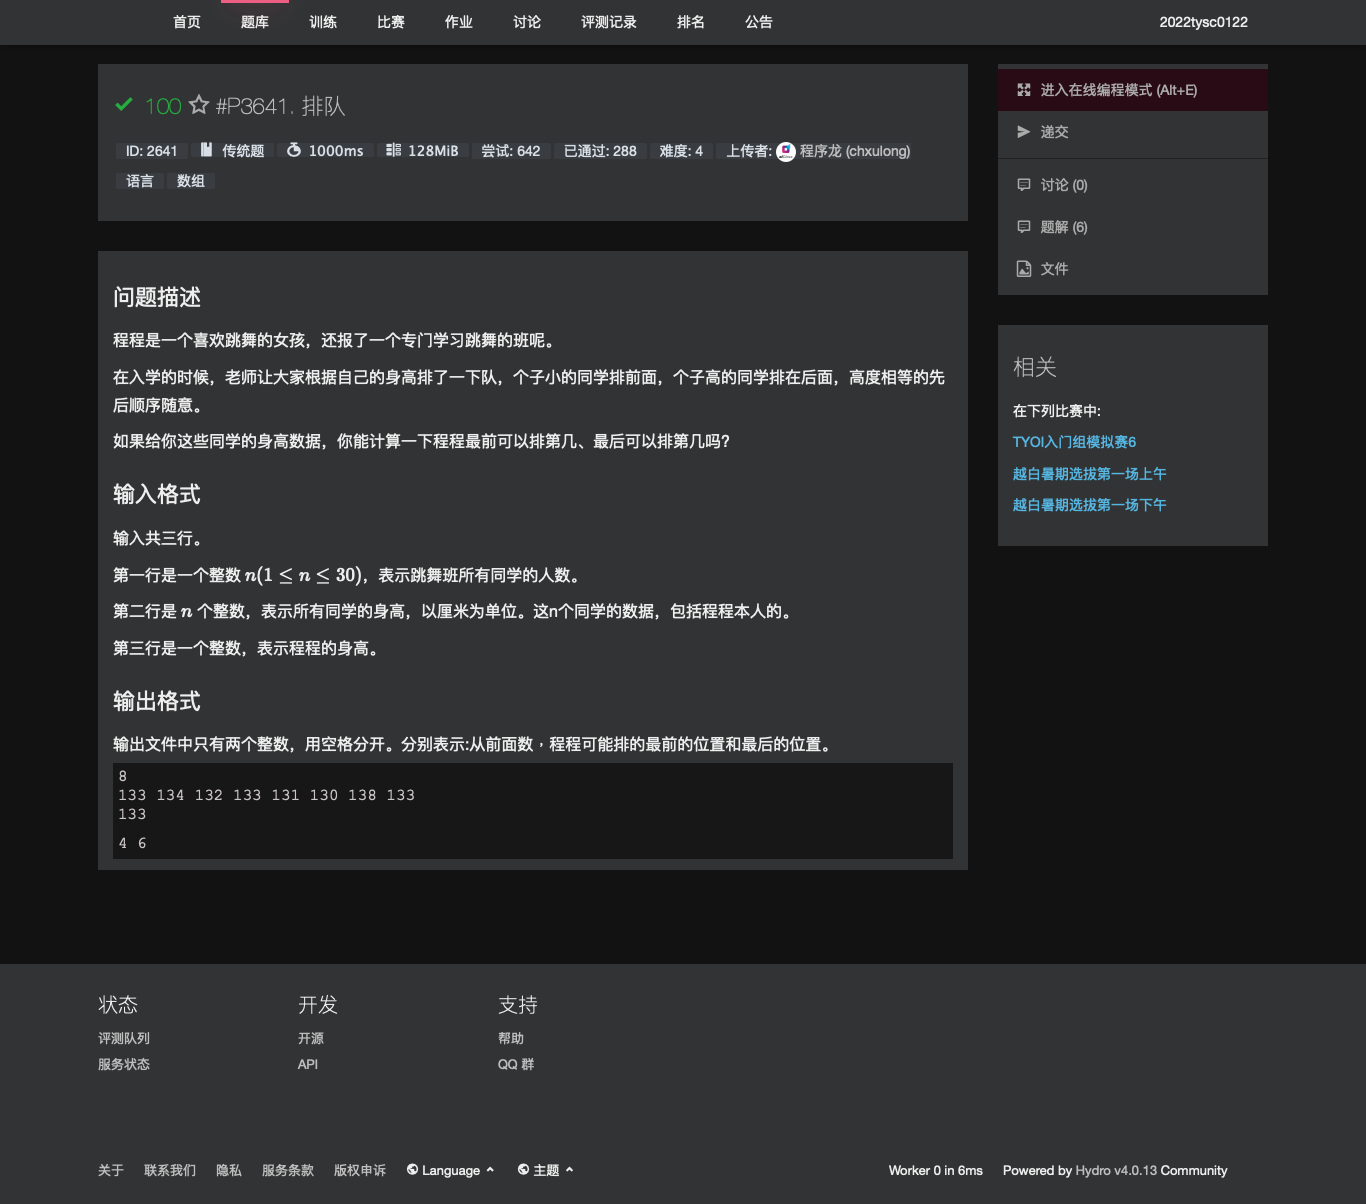 首页 题库 训练 比赛 作业 讨论 评测记录 排名 公告 2022tysc0122
100 #P3641. 排队
ID: 2641 传统题 1000ms 128MiB 尝试: 642 已通过: 288 难度: 4 上传者: 程序龙 (chxulong)
语言 数组
问题描述
程程是一个喜欢跳舞的女孩，还报了一个专门学习跳舞的班呢。
在入学的时候，老师让大家根据自己的身高排了一下队，个子小的同学排前面，个子高的同学排在后面，高度相等的先
后顺序随意。
如果给你这些同学的身高数据，你能计算一下程程最前可以排第几、最后可以排第几吗?
输入格式
输入共三行。
第一行是一个整数 n(1 ≤ n ≤ 30)，表示跳舞班所有同学的人数。
第二行是 n 个整数，表示所有同学的身高，以厘米为单位。这n个同学的数据，包括程程本人的。
第三行是一个整数，表示程程的身高。
输出格式
输出文件中只有两个整数，用空格分开。分别表示:从前面数，程程可能排的最前的位置和最后的位置。
8
133 134 132 133 131 130 138 133
133
4 6
进入在线编程模式 (Alt+E)
递交
讨论 (0)
题解 (6)
文件
相关
在下列比赛中:
TYOI入门组模拟赛6
越白暑期选拔第一场上午
越白暑期选拔第一场下午
状态 开发 支持
评测队列 开源 帮助
服务状态 API QQ 群
关于 联系我们 隐私 服务条款 版权申诉 Language 主题 Worker 0 in 6ms Powered by Hydro v4.0.13 Community